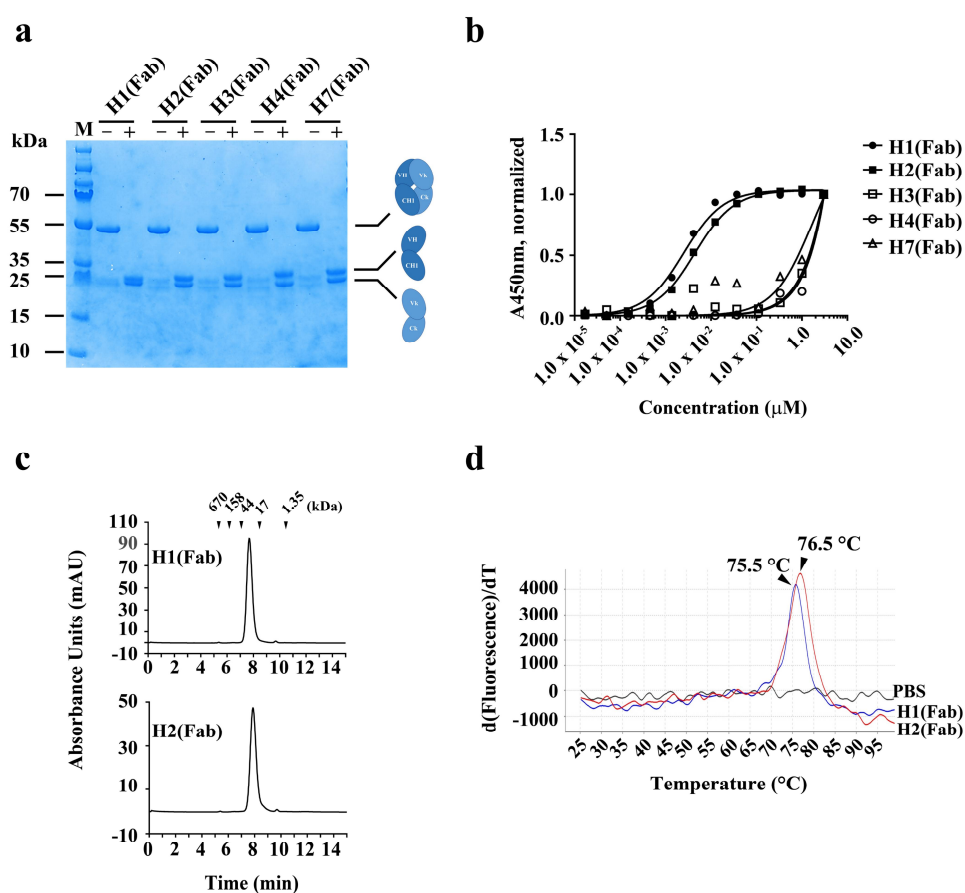 a
H1(Fab) H2(Fab) H3(Fab) H4(Fab) H7(Fab)
M − + − + − + − + − +
kDa
70
55
35
25
15
10
VH Vk
CH1 Ck
VH
CH1
Vk
Ck
b
A450nm, normalized
1.5
1.0
0.5
0.0
1.0 x 10⁻⁵ 1.0 x 10⁻⁴ 1.0 x 10⁻³ 1.0 x 10⁻² 1.0 x 10⁻¹ 1.0 10.0
Concentration (µM)
H1(Fab)
H2(Fab)
H3(Fab)
H4(Fab)
H7(Fab)
c
670 158 44 17 1.35 (kDa)
Absorbance Units (mAU)
110
90
70
50
30
10
-10
H1(Fab)
0 2 4 6 8 10 12 14
50
30
10
-10
H2(Fab)
0 2 4 6 8 10 12 14
Time (min)
d
76.5 °C
75.5 °C
d(Fluorescence)/dT
4000
3000
2000
1000
0
-1000
PBS
H1(Fab)
H2(Fab)
25 30 35 40 45 50 55 60 65 70 75 80 85 90 95
Temperature (°C)